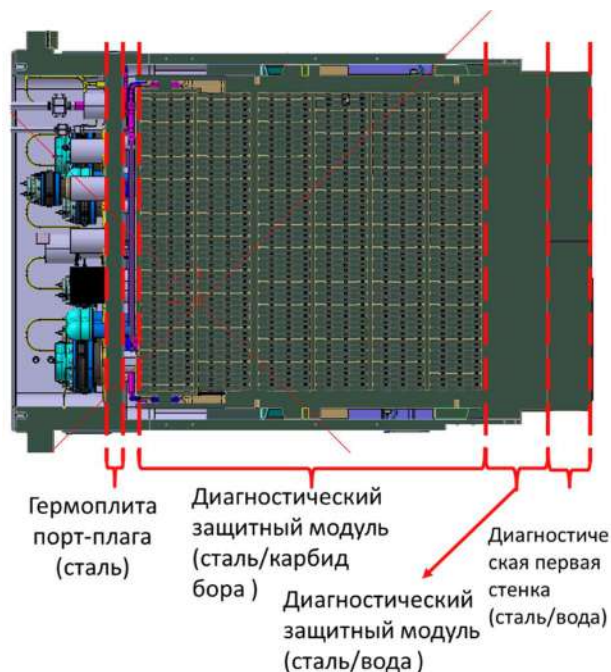 Гермоплита
порт-плага
(сталь)
Диагностический
защитный модуль
(сталь/карбид
бора )
Диагностический
защитный модуль
(сталь/вода )
Диагностиче
ская первая
стенка
(сталь/вода)